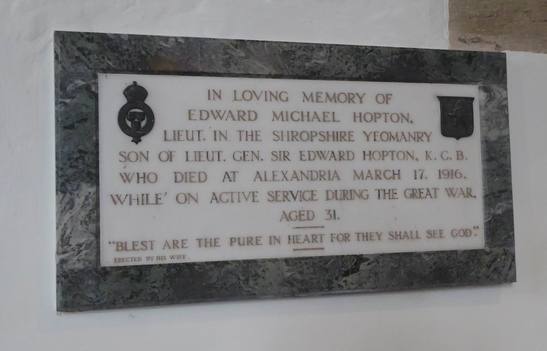 IN LOVING MEMORY OF
EDWARD MICHAEL HOPTON,
LIEUT. IN THE SHROPSHIRE YEOMANRY
SON OF LIEUT. GEN. SIR EDWARD HOPTON, K. C. B.
WHO DIED AT ALEXANDRIA MARCH 17. 1916.
WHILE' ON ACTIVE SERVICE DURING THE GREAT WAR.
AGED 31.
"BLEST ARE THE PURE IN HEART FOR THEY SHALL SEE GOD"
ERECTED BY HIS WIFE.